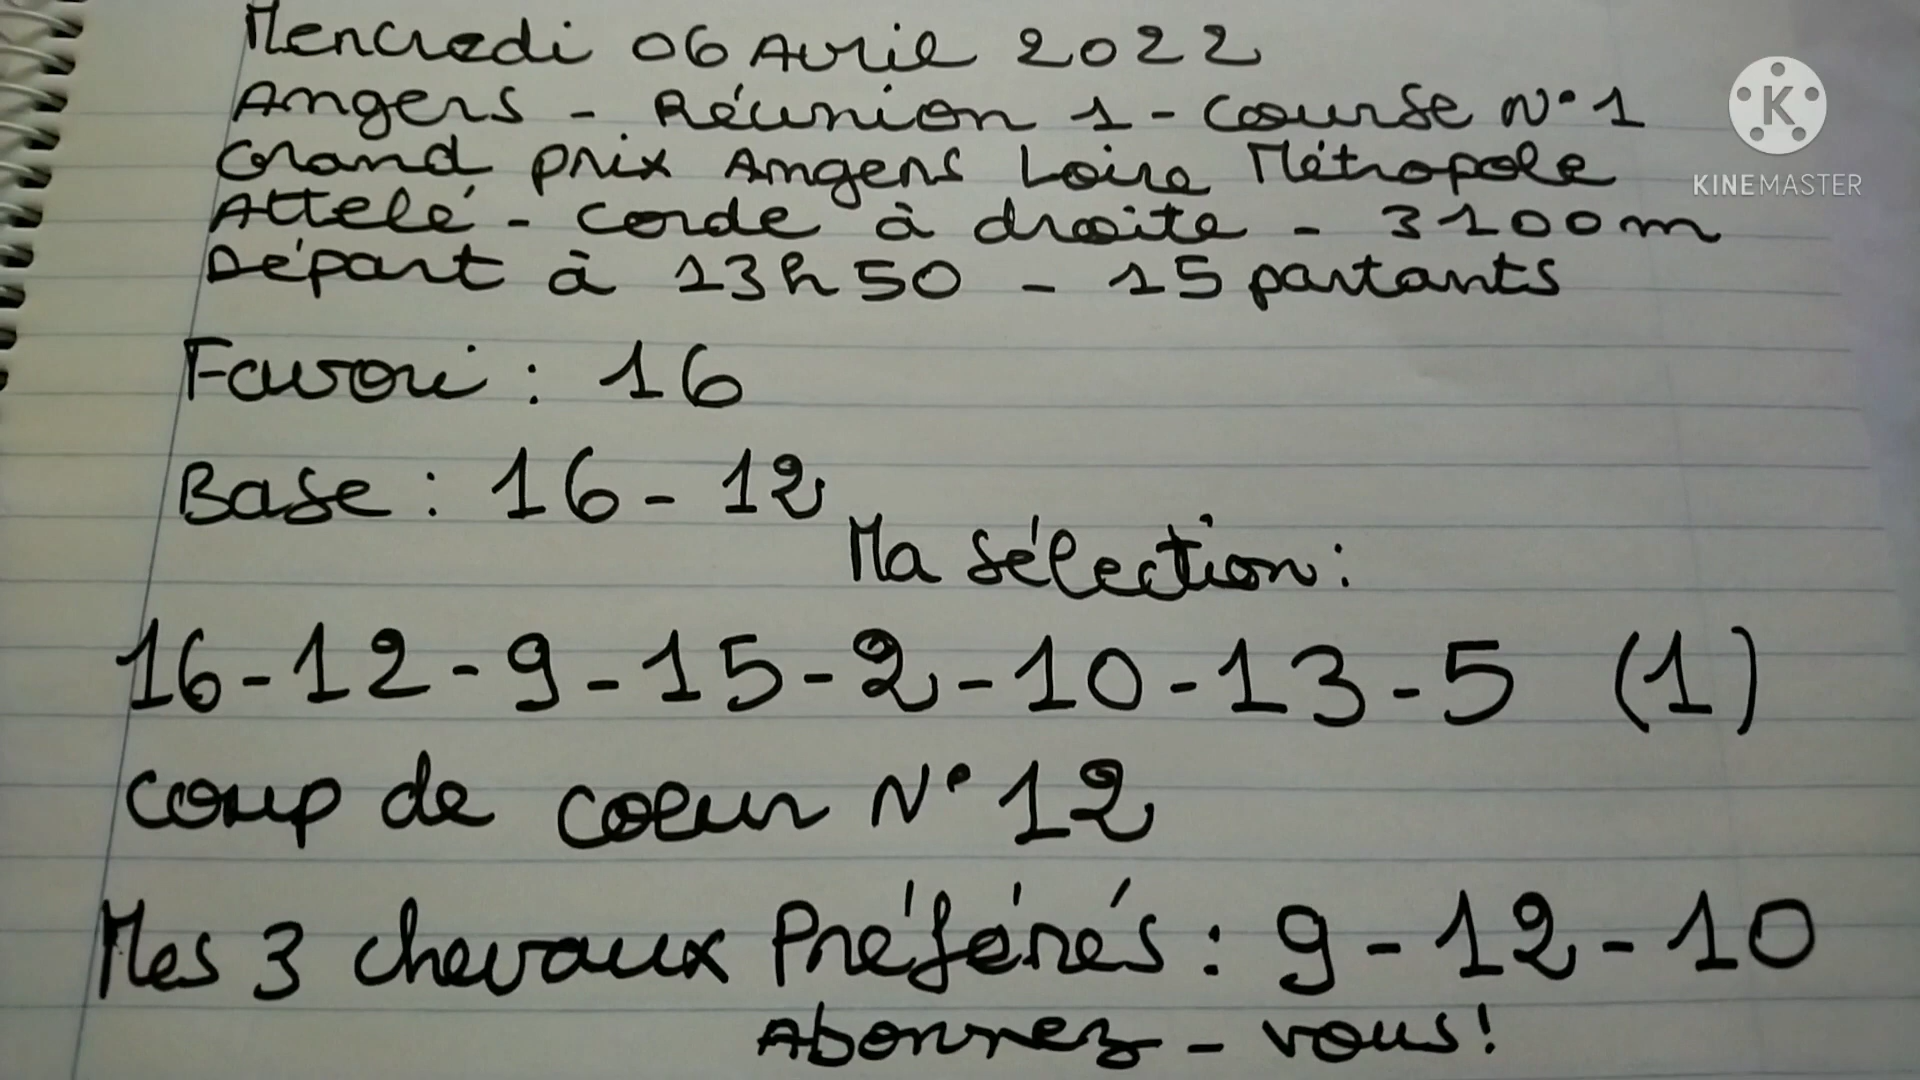 Mercredi 06 Avril 2022
Angers - Réunion 1 - Course N°1
Grand prix Angers Loire Métropole
Attelé - Corde à droite - 3100m
Départ à 13h50 - 15 partants
Favori : 16
Base : 16 - 12
Ma sélection :
16 - 12 - 9 - 15 - 2 - 10 - 13 - 5 (1)
Coup de coeur N° 12
Mes 3 chevaux Préférés : 9 - 12 - 10
Abonnez - vous !
K
KINEMASTER